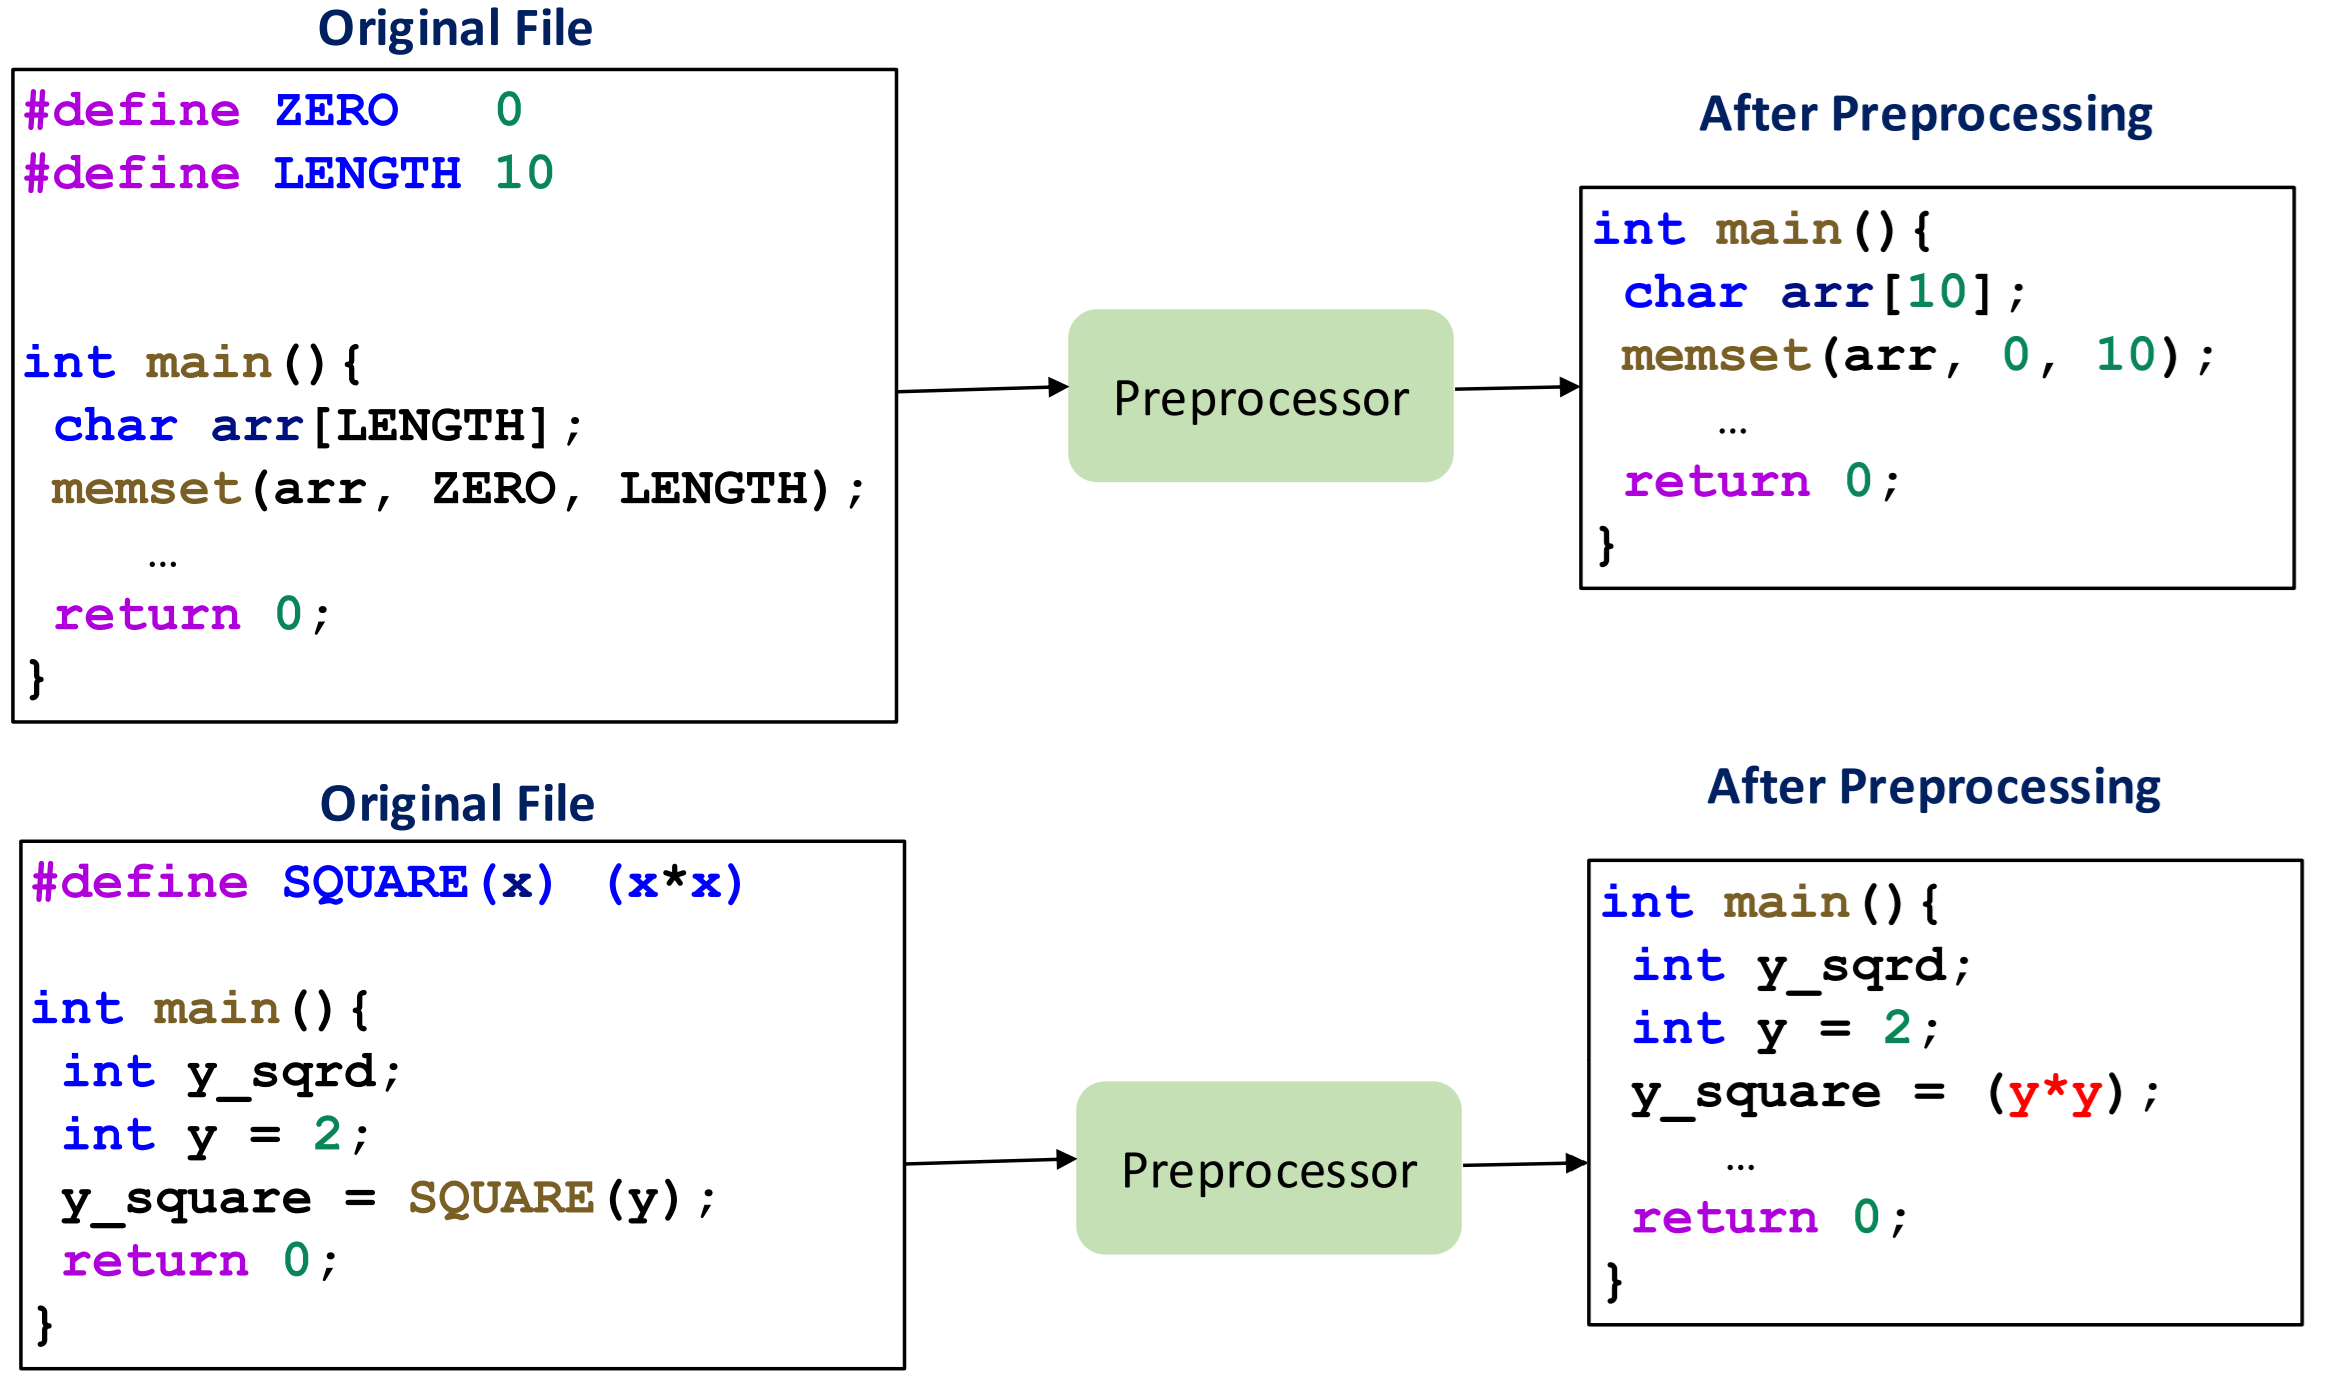 Original File
#define ZERO   0
#define LENGTH 10
int main(){
 char arr[LENGTH];
 memset(arr, ZERO, LENGTH);
…
 return 0;
}
Preprocessor
After Preprocessing
int main(){
 char arr[10];
 memset(arr, 0, 10);
…
 return 0;
}
Original File
#define SQUARE(x) (x*x)
int main(){
 int y_sqrd;
 int y = 2;
 y_square = SQUARE(y);
 return 0;
}
Preprocessor
After Preprocessing
int main(){
 int y_sqrd;
 int y = 2;
 y_square = (y*y);
…
 return 0;
}